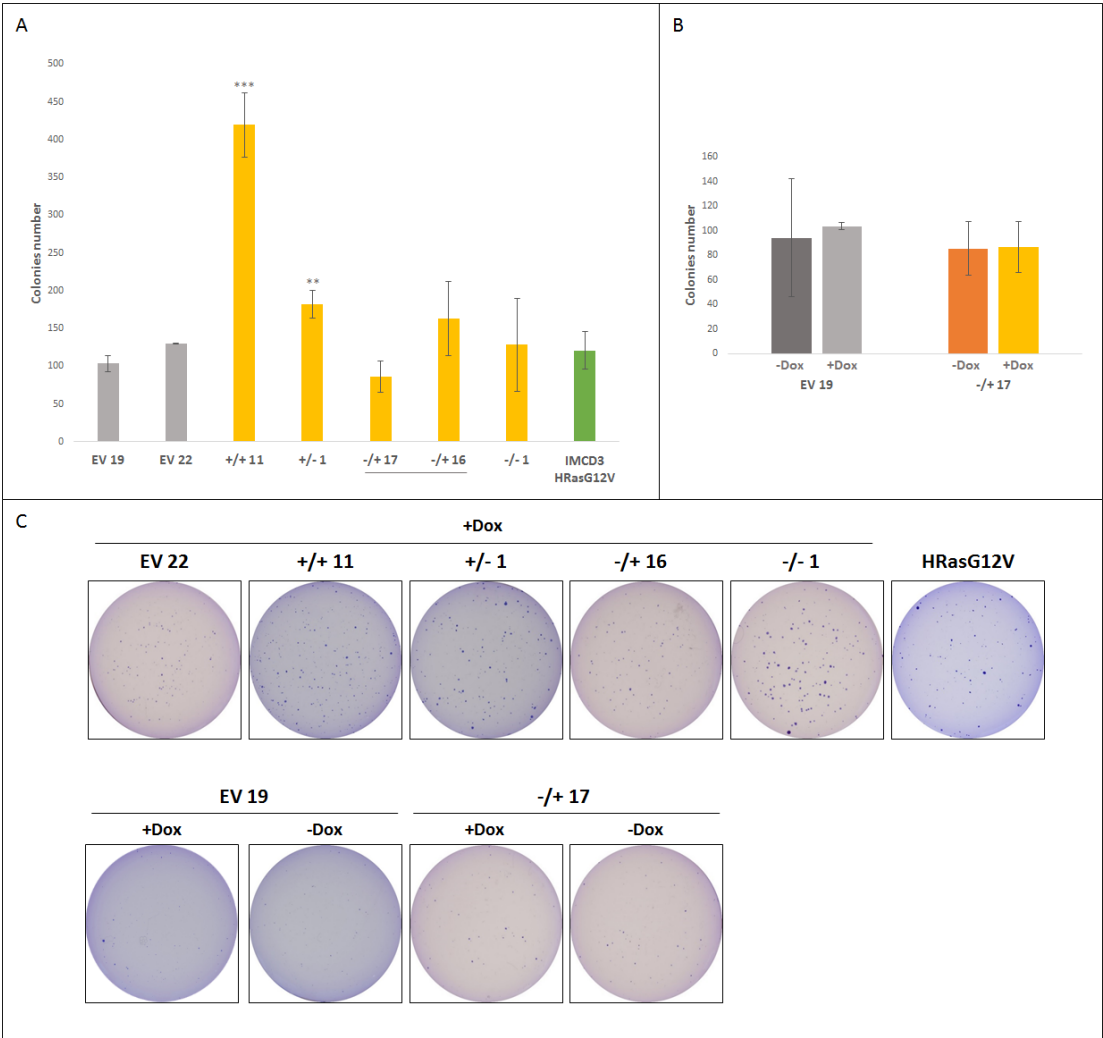 A
500
450
400
350
300
250
200
150
100
50
0
Colonies number
***
**
EV 19 EV 22 +/+ 11 +/- 1 -/+ 17 -/+ 16 -/- 1 IMCD3
HRasG12V
B
160
140
120
100
80
60
40
20
0
Colonies number
-Dox +Dox -Dox +Dox
EV 19 -/+ 17
C
+Dox
EV 22 +/+ 11 +/- 1 -/+ 16 -/- 1 HRasG12V
EV 19 -/+ 17
+Dox -Dox +Dox -Dox